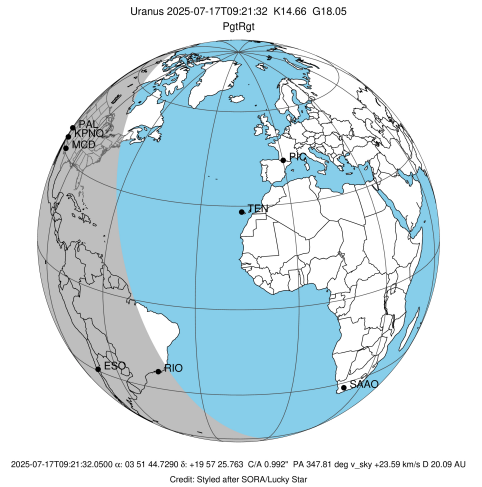 Uranus 2025-07-17T09:21:32  K14.66  G18.05
PgtRgt
PAL
KPNO
MCD
PIC
TEN
ESO
RIO
SAAO
2025-07-17T09:21:32.0500 α: 03 51 44.7290 δ: +19 57 25.763  C/A 0.992"  PA 347.81 deg v_sky +23.59 km/s D 20.09 AU
Credit: Styled after SORA/Lucky Star